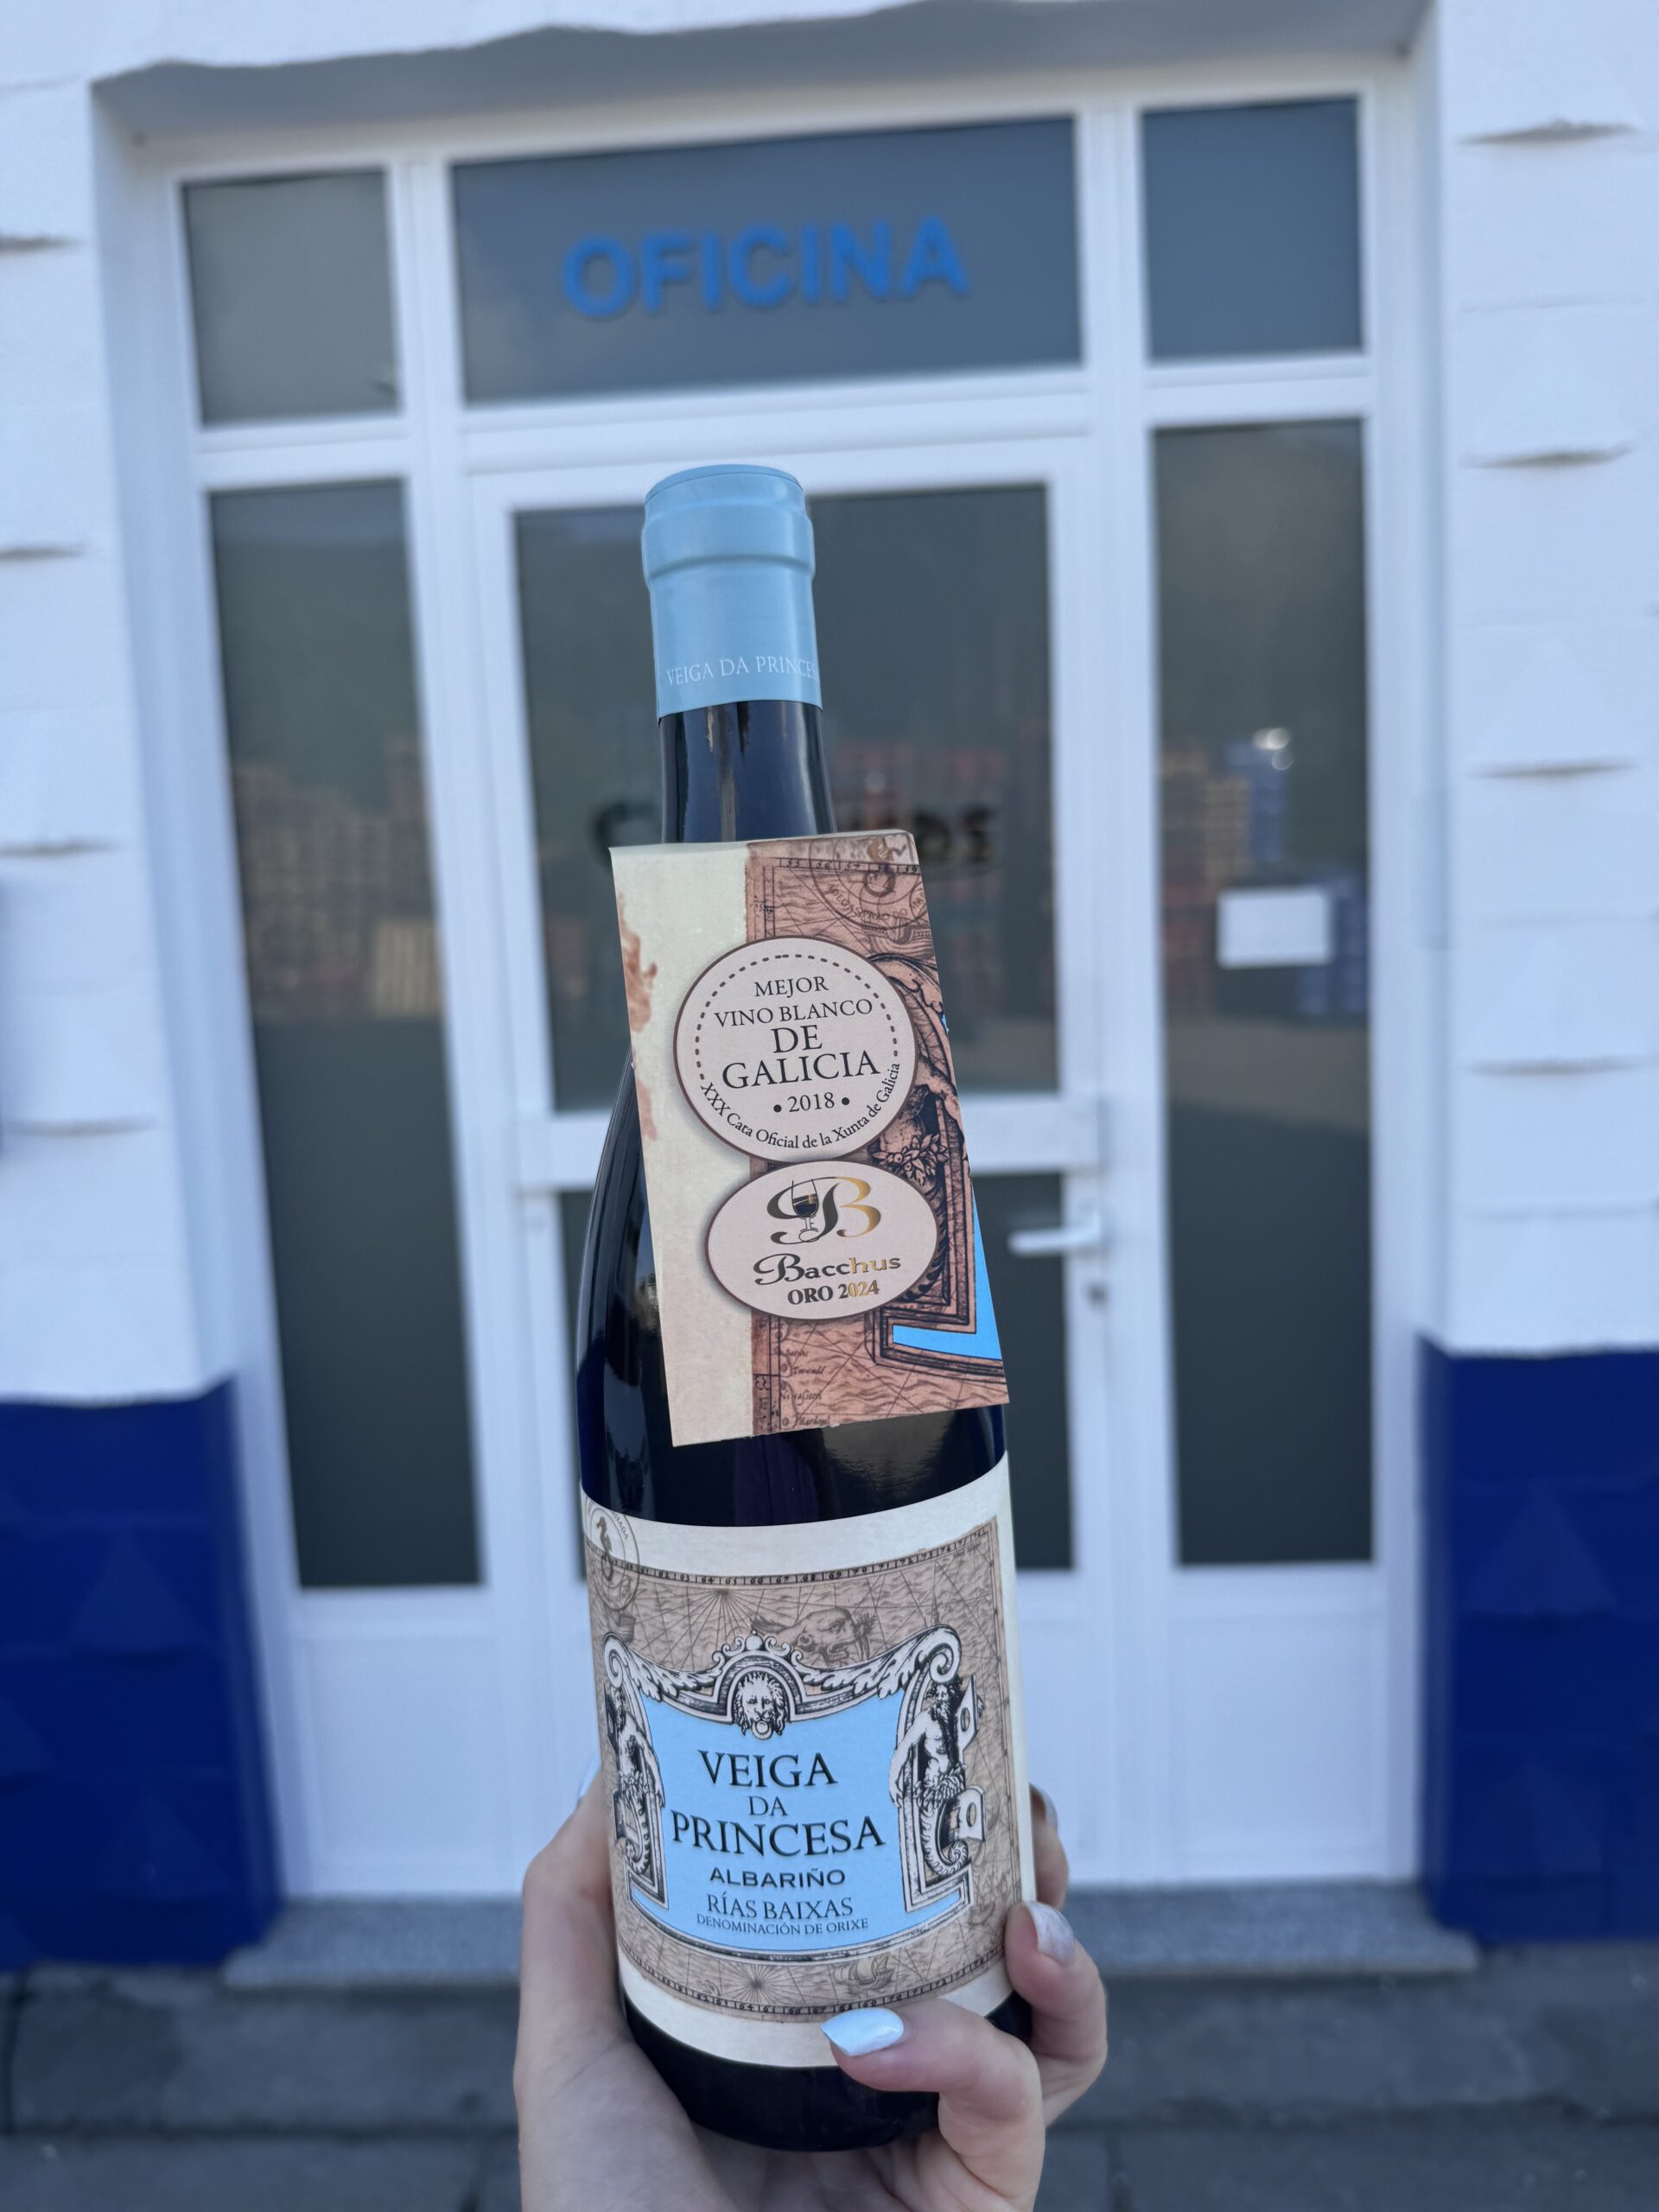 OFICINA
VEIGA DA PRINCES
MEJOR
VINO BLANCO
DE
GALICIA
• 2018 •
XXX Cata Oficial de la Xunta de Galicia
B
Bacchus
ORO 2024
VEIGA
DA
PRINCESA
ALBARIÑO
RÍAS BAIXAS
DENOMINACIÓN DE ORIXE